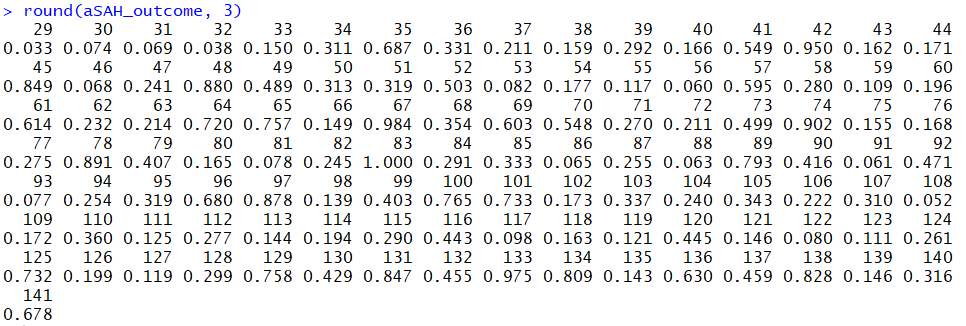 > round(aSAH_outcome, 3)
29 30 31 32 33 34 35 36 37 38 39 40 41 42 43 44
0.033 0.074 0.069 0.038 0.150 0.311 0.687 0.331 0.211 0.159 0.292 0.166 0.549 0.950 0.162 0.171
45 46 47 48 49 50 51 52 53 54 55 56 57 58 59 60
0.849 0.068 0.241 0.880 0.489 0.313 0.319 0.503 0.082 0.177 0.117 0.060 0.595 0.280 0.109 0.196
61 62 63 64 65 66 67 68 69 70 71 72 73 74 75 76
0.614 0.232 0.214 0.720 0.757 0.149 0.984 0.354 0.603 0.548 0.270 0.211 0.499 0.902 0.155 0.168
77 78 79 80 81 82 83 84 85 86 87 88 89 90 91 92
0.275 0.891 0.407 0.165 0.078 0.245 1.000 0.291 0.333 0.065 0.255 0.063 0.793 0.416 0.061 0.471
93 94 95 96 97 98 99 100 101 102 103 104 105 106 107 108
0.077 0.254 0.319 0.680 0.878 0.139 0.403 0.765 0.733 0.173 0.337 0.240 0.343 0.222 0.310 0.052
109 110 111 112 113 114 115 116 117 118 119 120 121 122 123 124
0.172 0.360 0.125 0.277 0.144 0.194 0.290 0.443 0.098 0.163 0.121 0.445 0.146 0.080 0.111 0.261
125 126 127 128 129 130 131 132 133 134 135 136 137 138 139 140
0.732 0.199 0.119 0.299 0.758 0.429 0.847 0.455 0.975 0.809 0.143 0.630 0.459 0.828 0.146 0.316
141
0.678